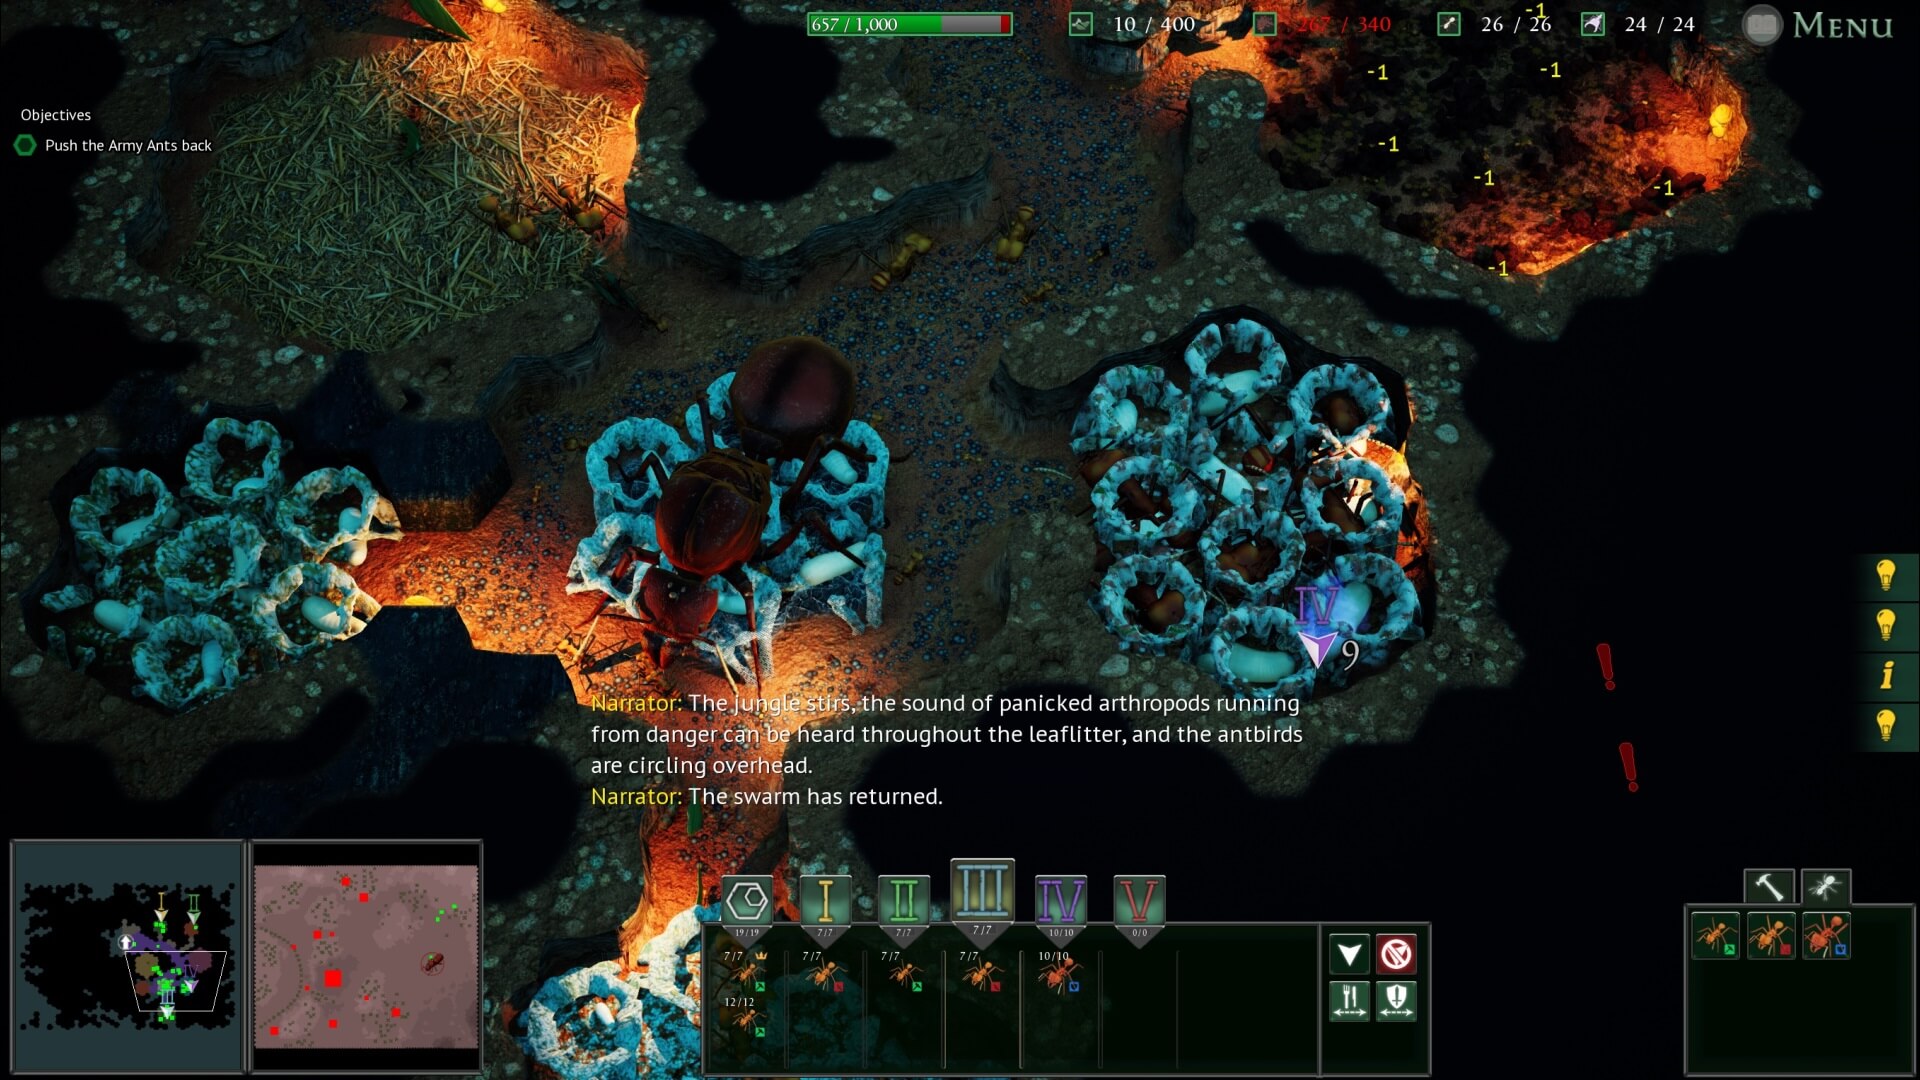 657 / 1,000
10 / 400
267 / 340
26 / 26
24 / 24
MENU
-1
-1
-1
-1
-1
-1
-1
Objectives
Push the Army Ants back
IV
9
Narrator: The jungle stirs, the sound of panicked arthropods running
from danger can be heard throughout the leaflitter, and the antbirds
are circling overhead.
Narrator: The swarm has returned.
I
II
III
IV
V
19/19
7/7
7/7
7/7
10/10
0/0
7/7
7/7
7/7
7/7
10/10
12/12